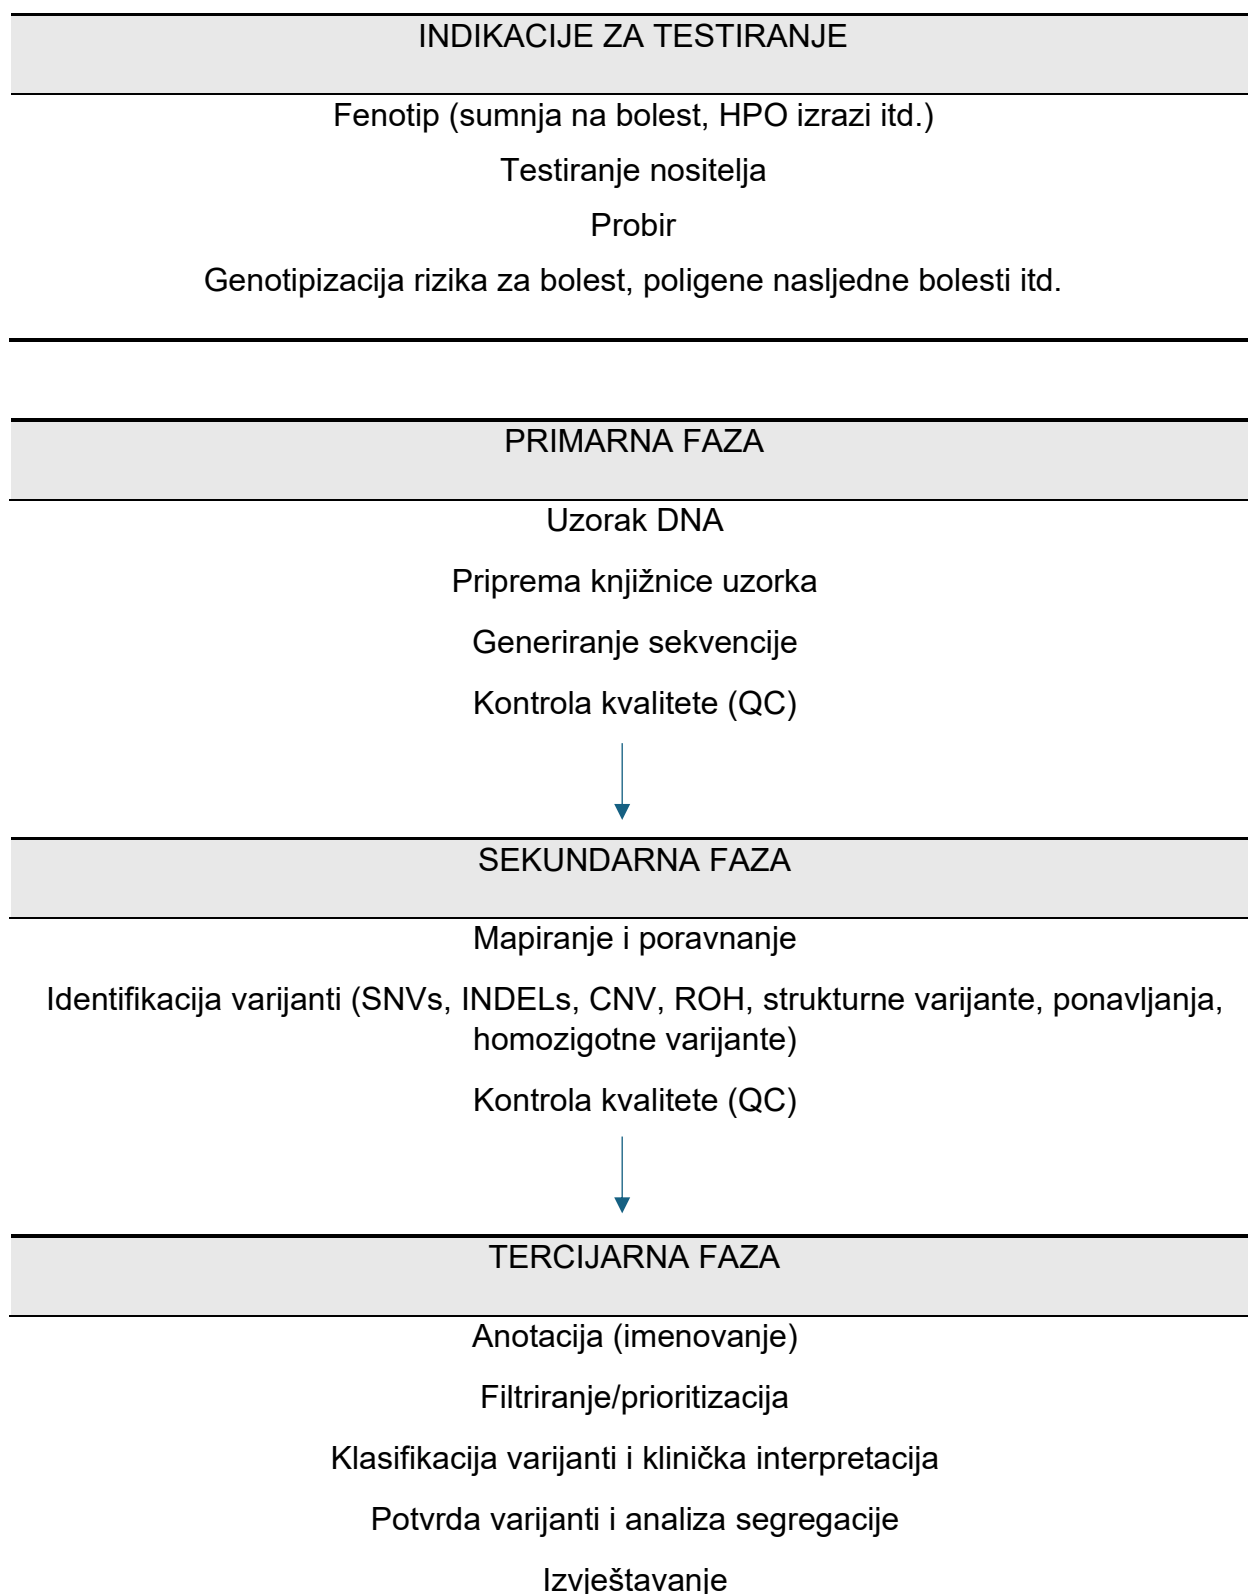 INDIKACIJE ZA TESTIRANJE
Fenotip (sumnja na bolest, HPO izrazi itd.)
Testiranje nositelja
Probir
Genotipizacija rizika za bolest, poligene nasljedne bolesti itd.
PRIMARNA FAZA
Uzorak DNA
Priprema knjižnice uzorka
Generiranje sekvencije
Kontrola kvalitete (QC)
SEKUNDARNA FAZA
Mapiranje i poravnanje
Identifikacija varijanti (SNVs, INDELs, CNV, ROH, strukturne varijante, ponavljanja,
homozigotne varijante)
Kontrola kvalitete (QC)
TERCIJARNA FAZA
Anotacija (imenovanje)
Filtriranje/prioritizacija
Klasifikacija varijanti i klinička interpretacija
Potvrda varijanti i analiza segregacije
Izvještavanje